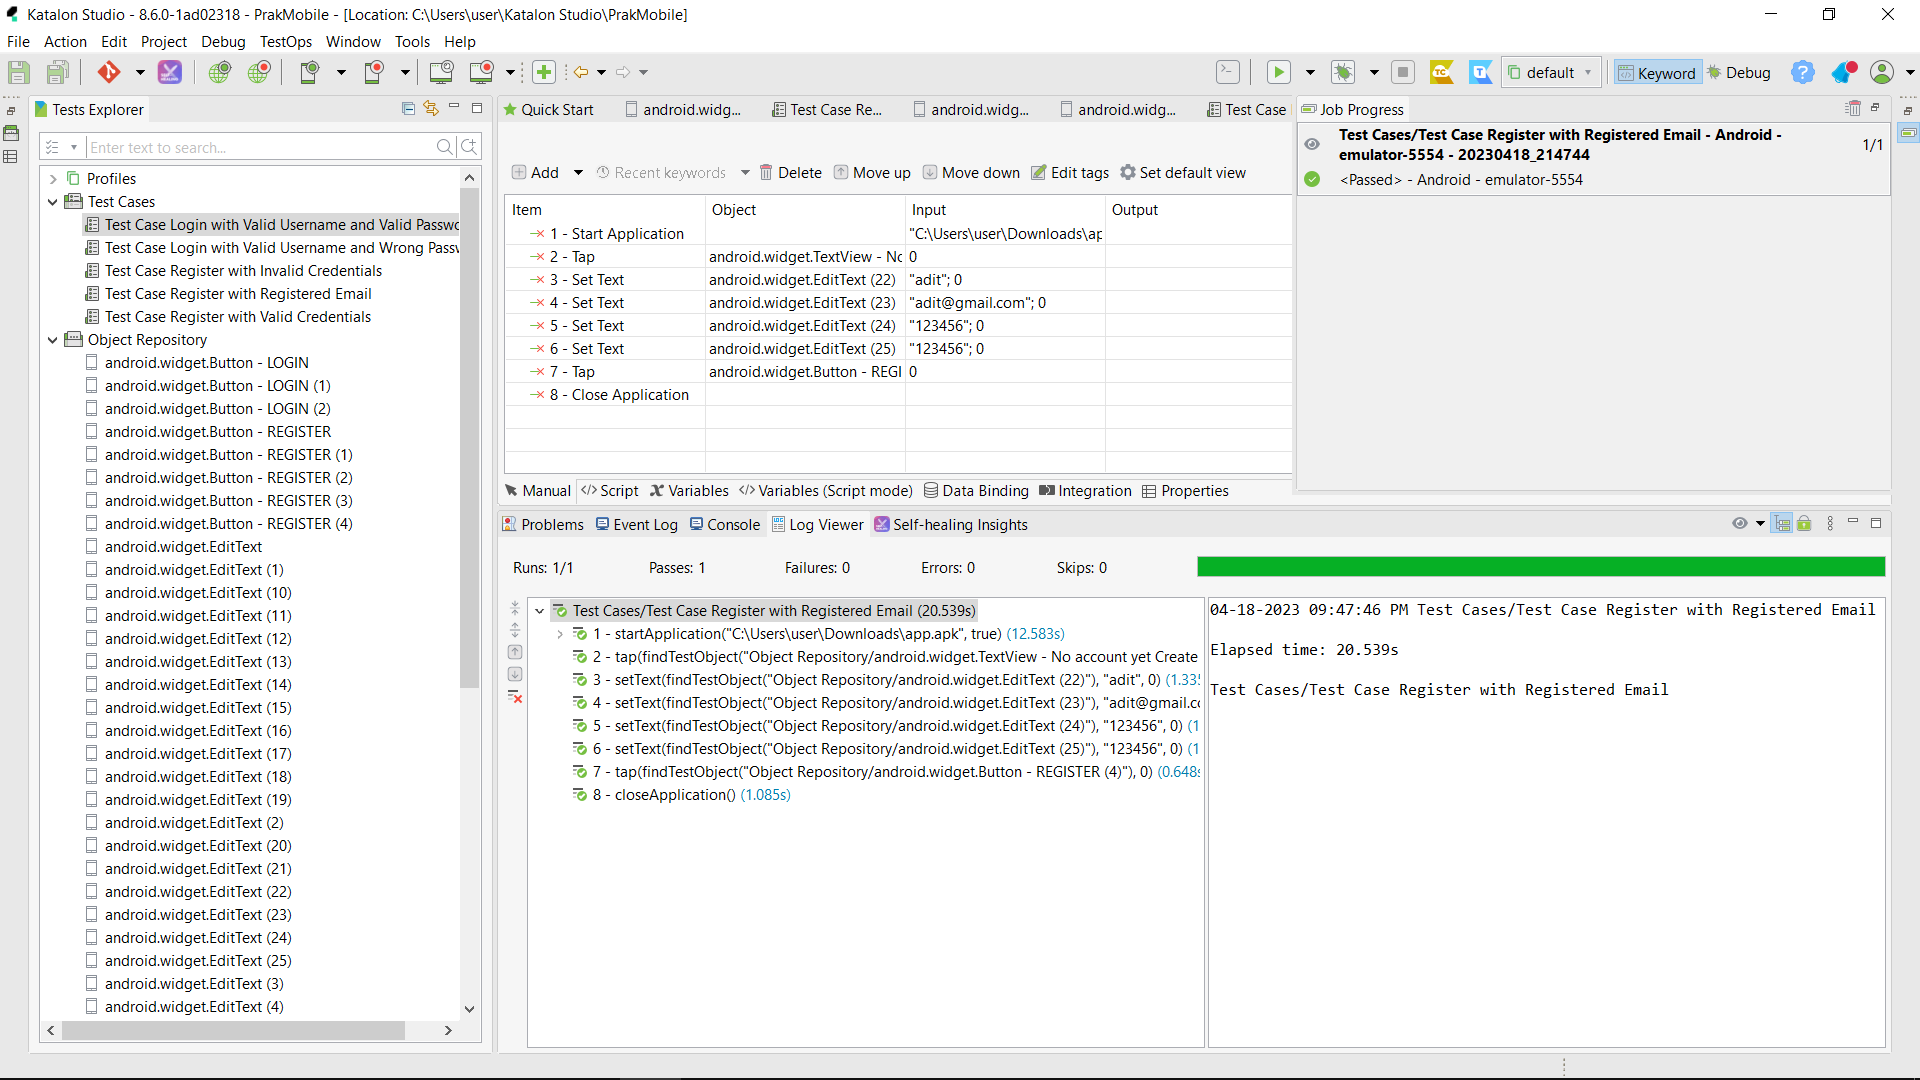 Katalon Studio - 8.6.0-1ad02318 - PrakMobile - [Location: C:\Users\user\Katalon Studio\PrakMobile]
File Action Edit Project Debug TestOps Window Tools Help
default Keyword Debug
Tests Explorer
Enter text to search...
Profiles
Test Cases
Test Case Login with Valid Username and Valid Passwo
Test Case Login with Valid Username and Wrong Passw
Test Case Register with Invalid Credentials
Test Case Register with Registered Email
Test Case Register with Valid Credentials
Object Repository
android.widget.Button - LOGIN
android.widget.Button - LOGIN (1)
android.widget.Button - LOGIN (2)
android.widget.Button - REGISTER
android.widget.Button - REGISTER (1)
android.widget.Button - REGISTER (2)
android.widget.Button - REGISTER (3)
android.widget.Button - REGISTER (4)
android.widget.EditText
android.widget.EditText (1)
android.widget.EditText (10)
android.widget.EditText (11)
android.widget.EditText (12)
android.widget.EditText (13)
android.widget.EditText (14)
android.widget.EditText (15)
android.widget.EditText (16)
android.widget.EditText (17)
android.widget.EditText (18)
android.widget.EditText (19)
android.widget.EditText (2)
android.widget.EditText (20)
android.widget.EditText (21)
android.widget.EditText (22)
android.widget.EditText (23)
android.widget.EditText (24)
android.widget.EditText (25)
android.widget.EditText (3)
android.widget.EditText (4)
Quick Start android.widg... Test Case Re... android.widg... android.widg... Test Case
Add Recent keywords Delete Move up Move down Edit tags Set default view
Item Object Input Output
1 - Start Application "C:\Users\user\Downloads\ap
2 - Tap android.widget.TextView - No 0
3 - Set Text android.widget.EditText (22) "adit"; 0
4 - Set Text android.widget.EditText (23) "adit@gmail.com"; 0
5 - Set Text android.widget.EditText (24) "123456"; 0
6 - Set Text android.widget.EditText (25) "123456"; 0
7 - Tap android.widget.Button - REGI 0
8 - Close Application
Manual Script Variables Variables (Script mode) Data Binding Integration Properties
Job Progress
Test Cases/Test Case Register with Registered Email - Android -
emulator-5554 - 20230418_214744 1/1
<Passed> - Android - emulator-5554
Problems Event Log Console Log Viewer Self-healing Insights
Runs: 1/1 Passes: 1 Failures: 0 Errors: 0 Skips: 0
Test Cases/Test Case Register with Registered Email (20.539s)
1 - startApplication("C:\Users\user\Downloads\app.apk", true) (12.583s)
2 - tap(findTestObject("Object Repository/android.widget.TextView - No account yet Create
3 - setText(findTestObject("Object Repository/android.widget.EditText (22)"), "adit", 0) (1.335
4 - setText(findTestObject("Object Repository/android.widget.EditText (23)"), "adit@gmail.co
5 - setText(findTestObject("Object Repository/android.widget.EditText (24)"), "123456", 0) (1
6 - setText(findTestObject("Object Repository/android.widget.EditText (25)"), "123456", 0) (1
7 - tap(findTestObject("Object Repository/android.widget.Button - REGISTER (4)"), 0) (0.648s
8 - closeApplication() (1.085s)
04-18-2023 09:47:46 PM Test Cases/Test Case Register with Registered Email
Elapsed time: 20.539s
Test Cases/Test Case Register with Registered Email